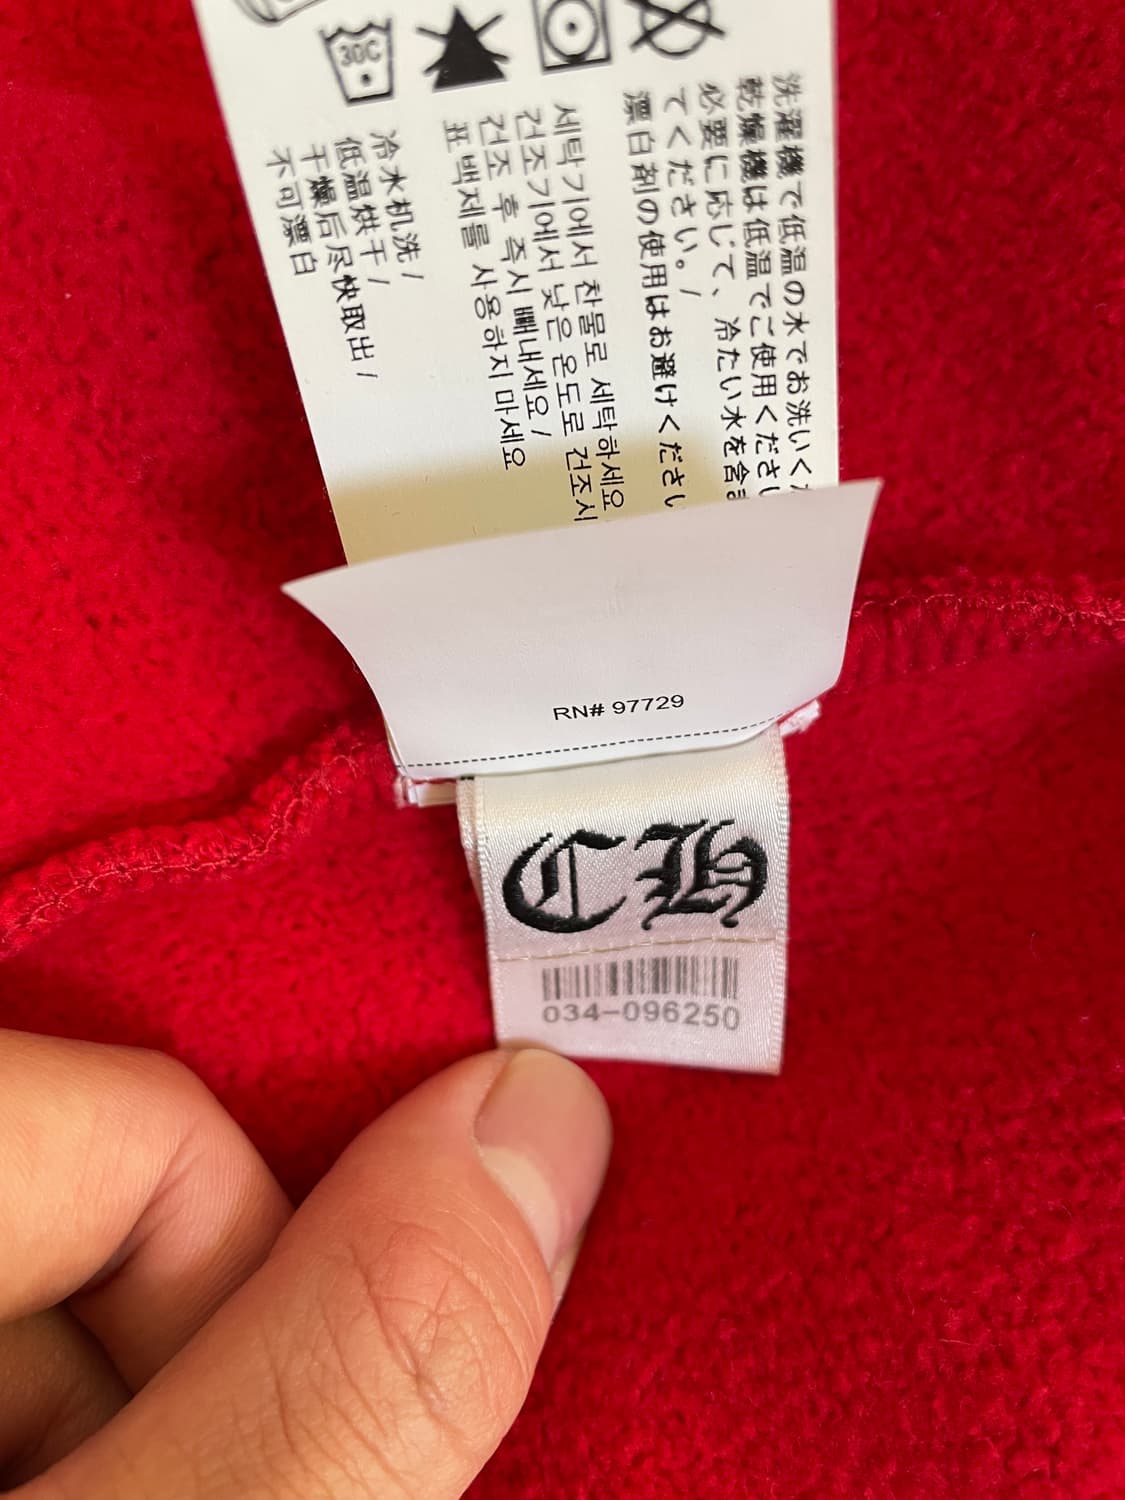 30C
洗濯機で低温の水でお洗いくだ
乾燥機は低温でご使用ください
必要に応じて、冷たい水を含ま
てください。/
漂白剤の使用はお避けください
세탁기에서 찬물로 세탁하세요
건조기에서 낮은 온도로 건조시
건조 후 즉시 빼내세요/
표백제를 사용하지 마세요
冷水机洗/
低温烘干/
干燥后尽快取出/
不可漂白
RN# 97729
CH
034-096250